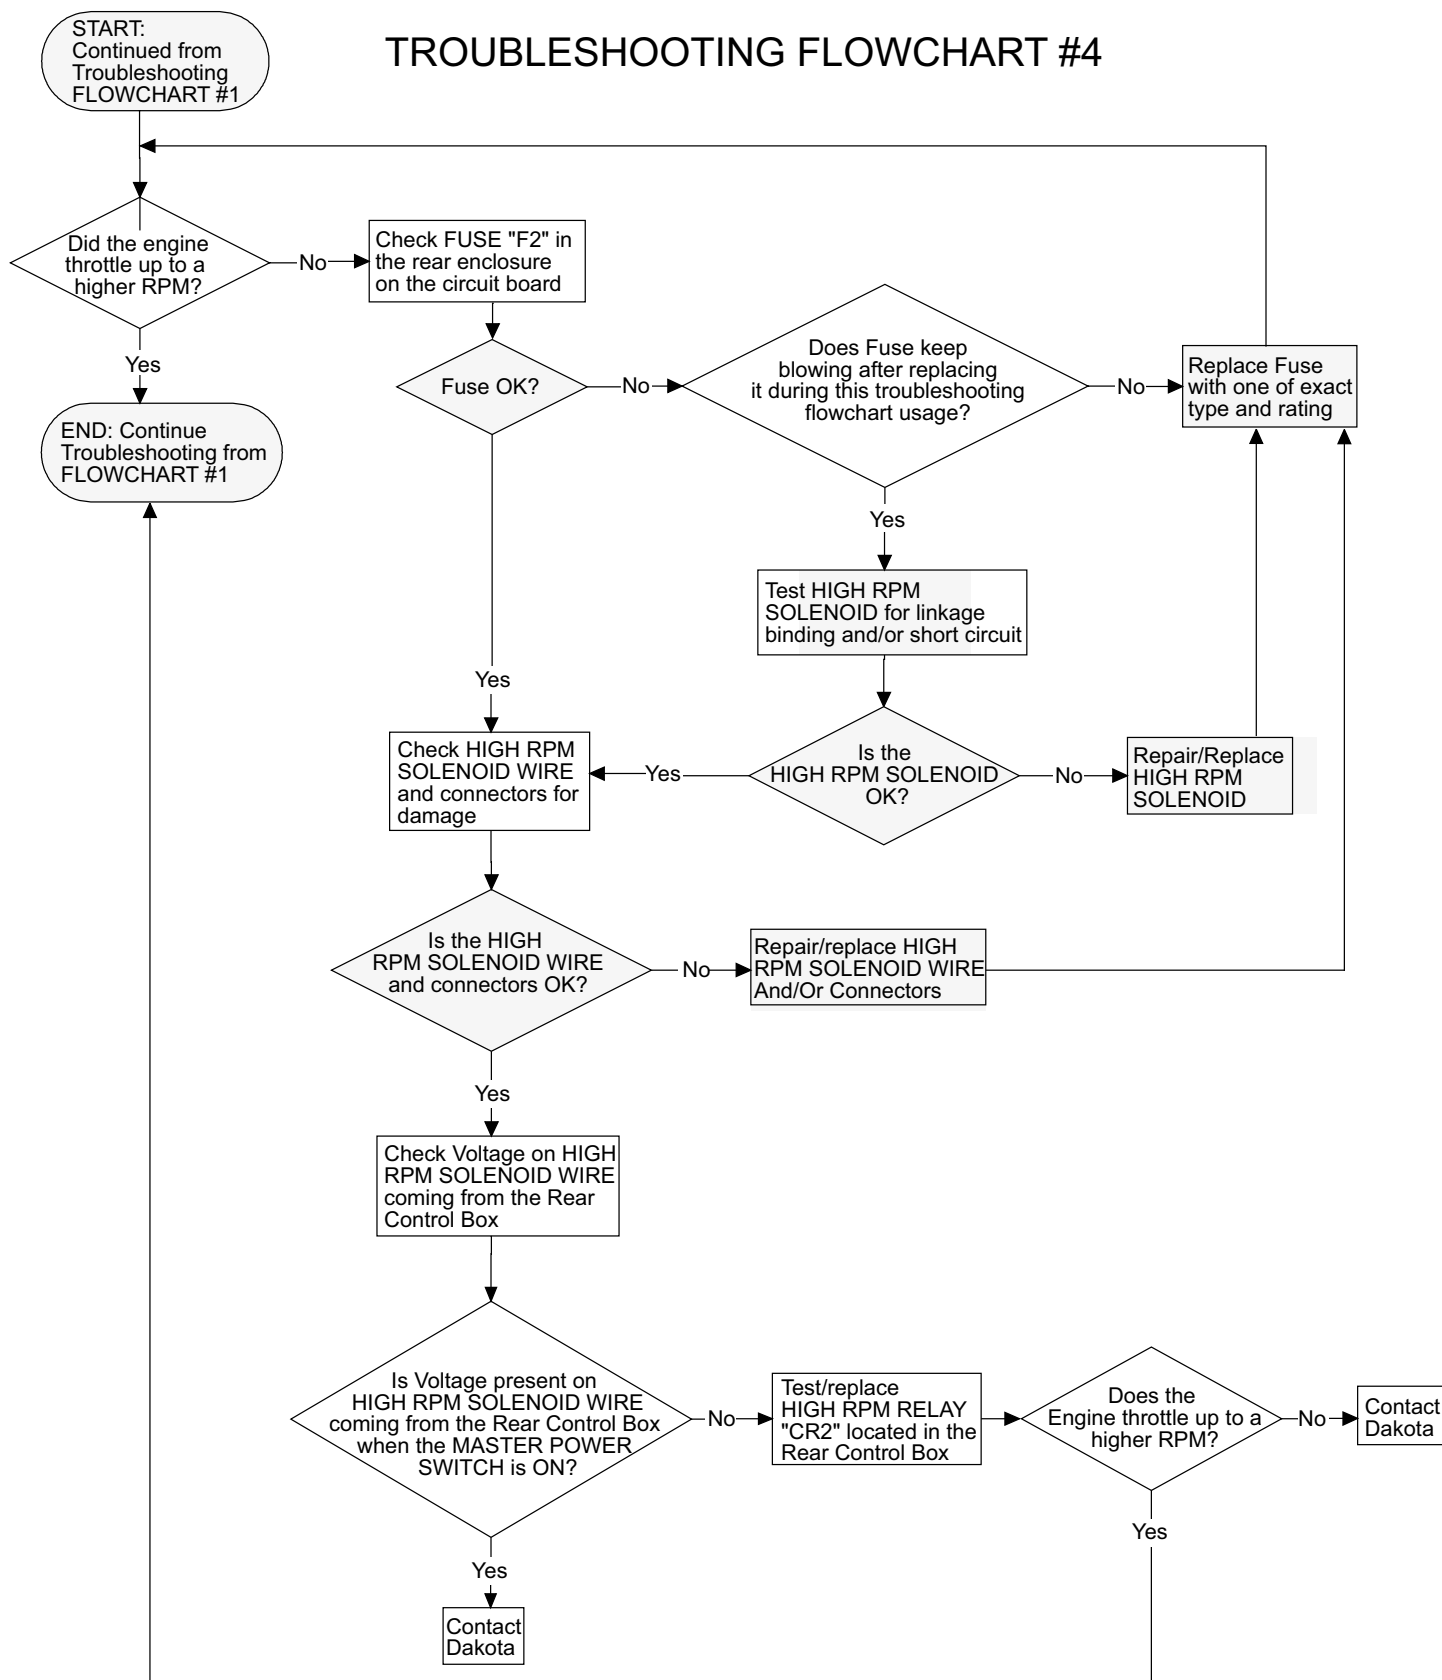 START:
Continued from
Troubleshooting
FLOWCHART #1
TROUBLESHOOTING FLOWCHART #4
Did the engine
throttle up to a
higher RPM?
No
Check FUSE "F2" in
the rear enclosure
on the circuit board
Yes
END: Continue
Troubleshooting from
FLOWCHART #1
Fuse OK?
No
Does Fuse keep
blowing after replacing
it during this troubleshooting
flowchart usage?
No
Replace Fuse
with one of exact
type and rating
Yes
Test HIGH RPM
SOLENOID for linkage
binding and/or short circuit
Yes
Check HIGH RPM
SOLENOID WIRE
and connectors for
damage
Yes
Is the
HIGH RPM SOLENOID
OK?
No
Repair/Replace
HIGH RPM
SOLENOID
Is the HIGH
RPM SOLENOID WIRE
and connectors OK?
No
Repair/replace HIGH
RPM SOLENOID WIRE
And/Or Connectors
Yes
Check Voltage on HIGH
RPM SOLENOID WIRE
coming from the Rear
Control Box
Is Voltage present on
HIGH RPM SOLENOID WIRE
coming from the Rear Control Box
when the MASTER POWER
SWITCH is ON?
No
Test/replace
HIGH RPM RELAY
"CR2" located in the
Rear Control Box
Does the
Engine throttle up to a
higher RPM?
No
Contact
Dakota
Yes
Yes
Contact
Dakota